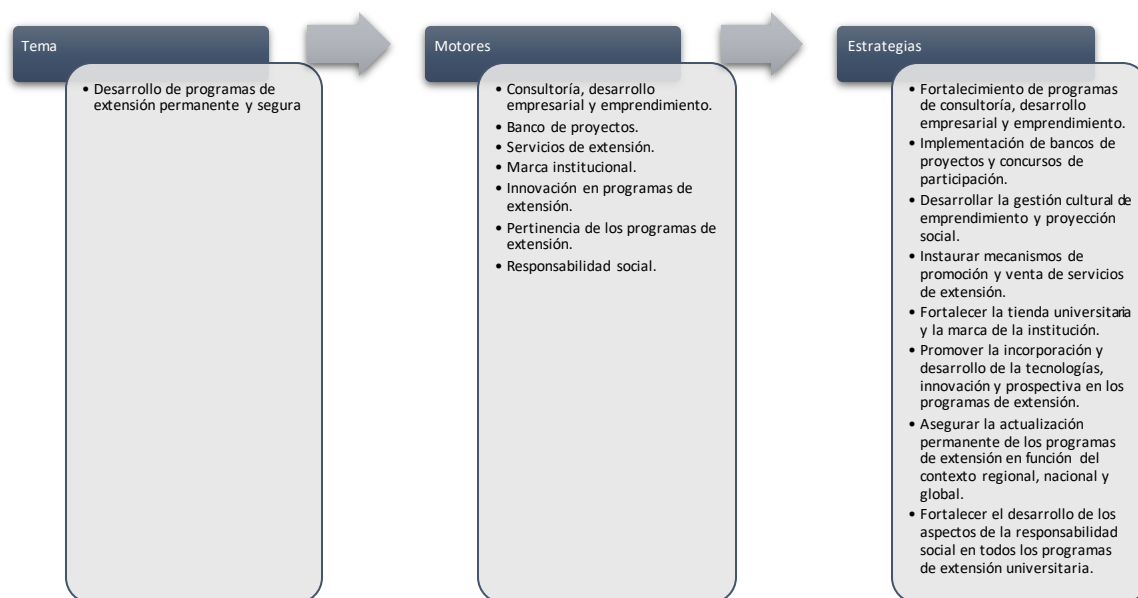 Tema
• Desarrollo de programas de
extensión permanente y segura
Motores
• Consultoría, desarrollo
empresarial y emprendimiento.
• Banco de proyectos.
• Servicios de extensión.
• Marca institucional.
• Innovación en programas de
extensión.
• Pertinencia de los programas de
extensión.
• Responsabilidad social.
Estrategias
• Fortalecimiento de programas
de consultoría, desarrollo
empresarial y emprendimiento.
• Implementación de bancos de
proyectos y concursos de
participación.
• Desarrollar la gestión cultural de
emprendimiento y proyección
social.
• Instaurar mecanismos de
promoción y venta de servicios
de extensión.
• Fortalecer la tienda universitaria
y la marca de la institución.
• Promover la incorporación y
desarrollo de la tecnologías,
innovación y prospectiva en los
programas de extensión.
• Asegurar la actualización
permanente de los programas
de extensión en función del
contexto regional, nacional y
global.
• Fortalecer el desarrollo de los
aspectos de la responsabilidad
social en todos los programas
de extensión universitaria.